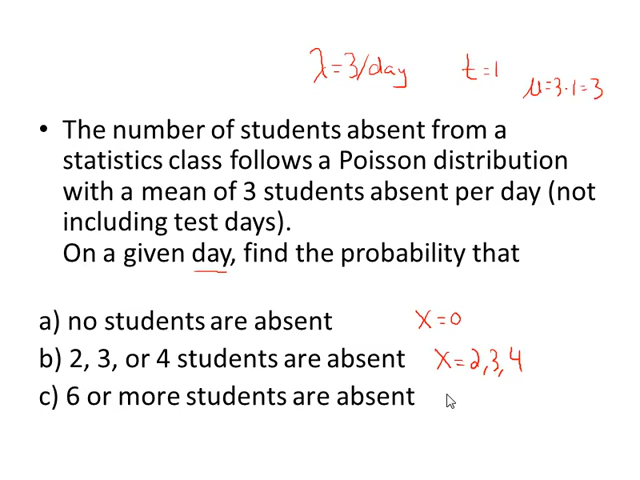 λ=3/day t=1 μ=3·1=3
• The number of students absent from a
statistics class follows a Poisson distribution
with a mean of 3 students absent per day (not
including test days).
On a given day, find the probability that
a) no students are absent X=0
b) 2, 3, or 4 students are absent X=2,3,4
c) 6 or more students are absent